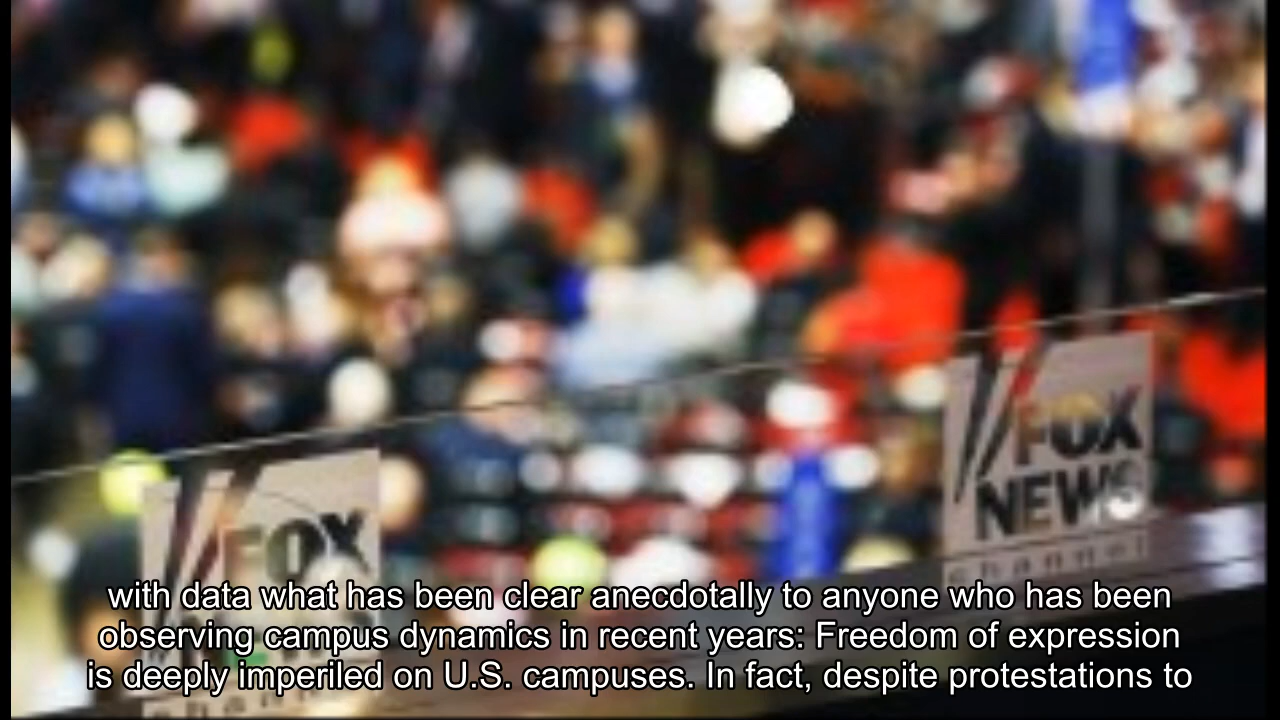 FOX
NEWS
channel
FOX
with data what has been clear anecdotally to anyone who has been
observing campus dynamics in recent years: Freedom of expression
is deeply imperiled on U.S. campuses. In fact, despite protestations to